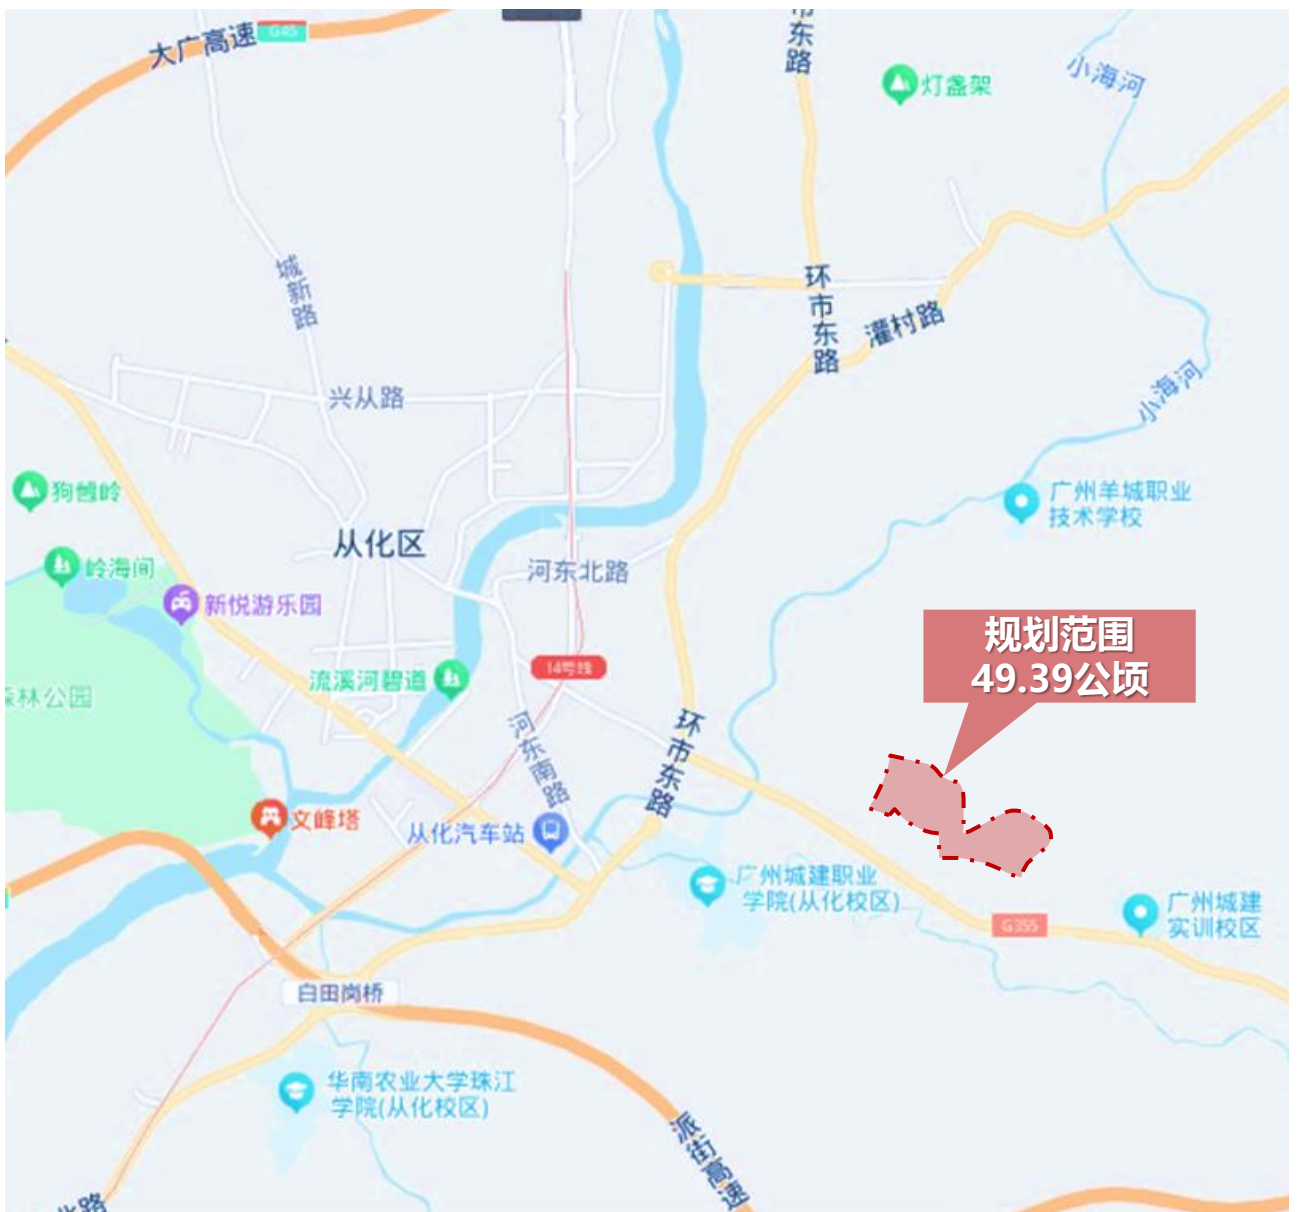 大广高速
G45
市东路
灯盏架
小海河
城新路
环市东路
灌村路
兴从路
小海河
狗䶜岭
广州羊城职业
技术学校
从化区
岭海间
河东北路
新悦游乐园
规划范围
49.39公顷
14号线
流溪河碧道
森林公园
河东南路
环市东路
文峰塔
从化汽车站
广州城建职业
学院(从化校区)
广州城建
实训校区
G355
白田岗桥
华南农业大学珠江
学院(从化校区)
派街高速
北路